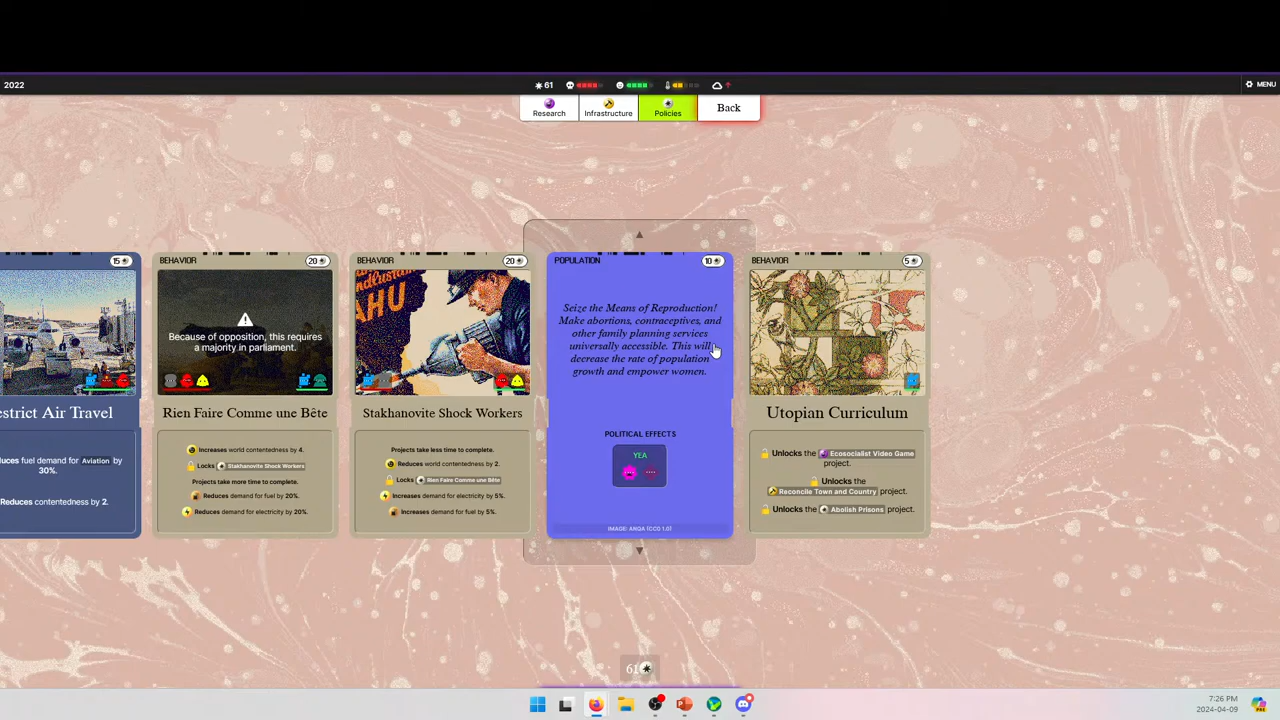 2022
61
MENU
Research
Infrastructure
Policies
Back
15
estrict Air Travel
uces fuel demand for Aviation by
30%.
Reduces contentedness by 2.
BEHAVIOR
20
Because of opposition, this requires
a majority in parliament.
Rien Faire Comme une Bête
Increases world contentedness by 4.
Locks Stakhanovite Shock Workers
Projects take more time to complete.
Reduces demand for fuel by 20%.
Reduces demand for electricity by 20%.
BEHAVIOR
20
AHU
Stakhanovite Shock Workers
Projects take less time to complete.
Reduces world contentedness by 2.
Locks Rien Faire Comme une Bête
Increases demand for electricity by 5%.
Increases demand for fuel by 5%.
POPULATION
10
Seize the Means of Reproduction!
Make abortions, contraceptives, and
other family planning services
universally accessible. This will
decrease the rate of population
growth and empower women.
POLITICAL EFFECTS
YEA
IMAGE: ANQA (CC0 1.0)
BEHAVIOR
5
Utopian Curriculum
Unlocks the Ecosocialist Video Game
project.
Unlocks the
Reconcile Town and Country project.
Unlocks the Abolish Prisons project.
61
7:26 PM
2024-04-09